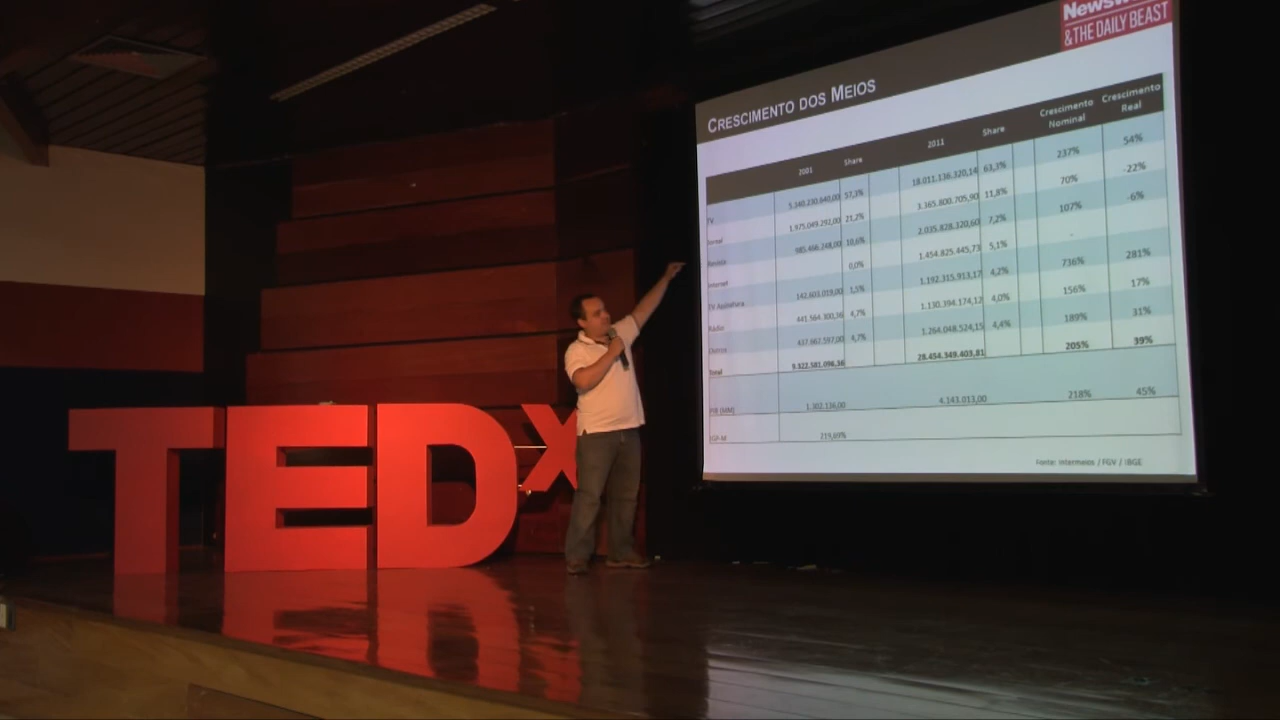 Newsw
& THE DAILY BEAST
CRESCIMENTO DOS MEIOS
2001 Share 2011 Share Crescimento Nominal Crescimento Real
TV 5.340.230.640,00 57,3% 18.011.136.320,14 63,3% 237% 54%
Jornal 1.975.049.292,00 21,2% 3.365.800.705,90 11,8% 70% -22%
Revista 985.466.248,00 10,6% 2.035.828.320,60 7,2% 107% -6%
Internet 0,0% 1.454.825.445,73 5,1% -
TV Assinatura 142.603.019,00 1,5% 1.192.315.913,17 4,2% 736% 281%
Rádio 441.564.300,36 4,7% 1.130.394.174,12 4,0% 156% 17%
Outros 437.667.597,00 4,7% 1.264.048.524,15 4,4% 189% 31%
Total 9.322.581.096,36 28.454.349.403,81 205% 39%
PIB (MM) 1.302.136,00 4.143.013,00 218% 45%
IGP-M 219,69%
Fonte: Intermeios / FGV / IBGE
TEDx